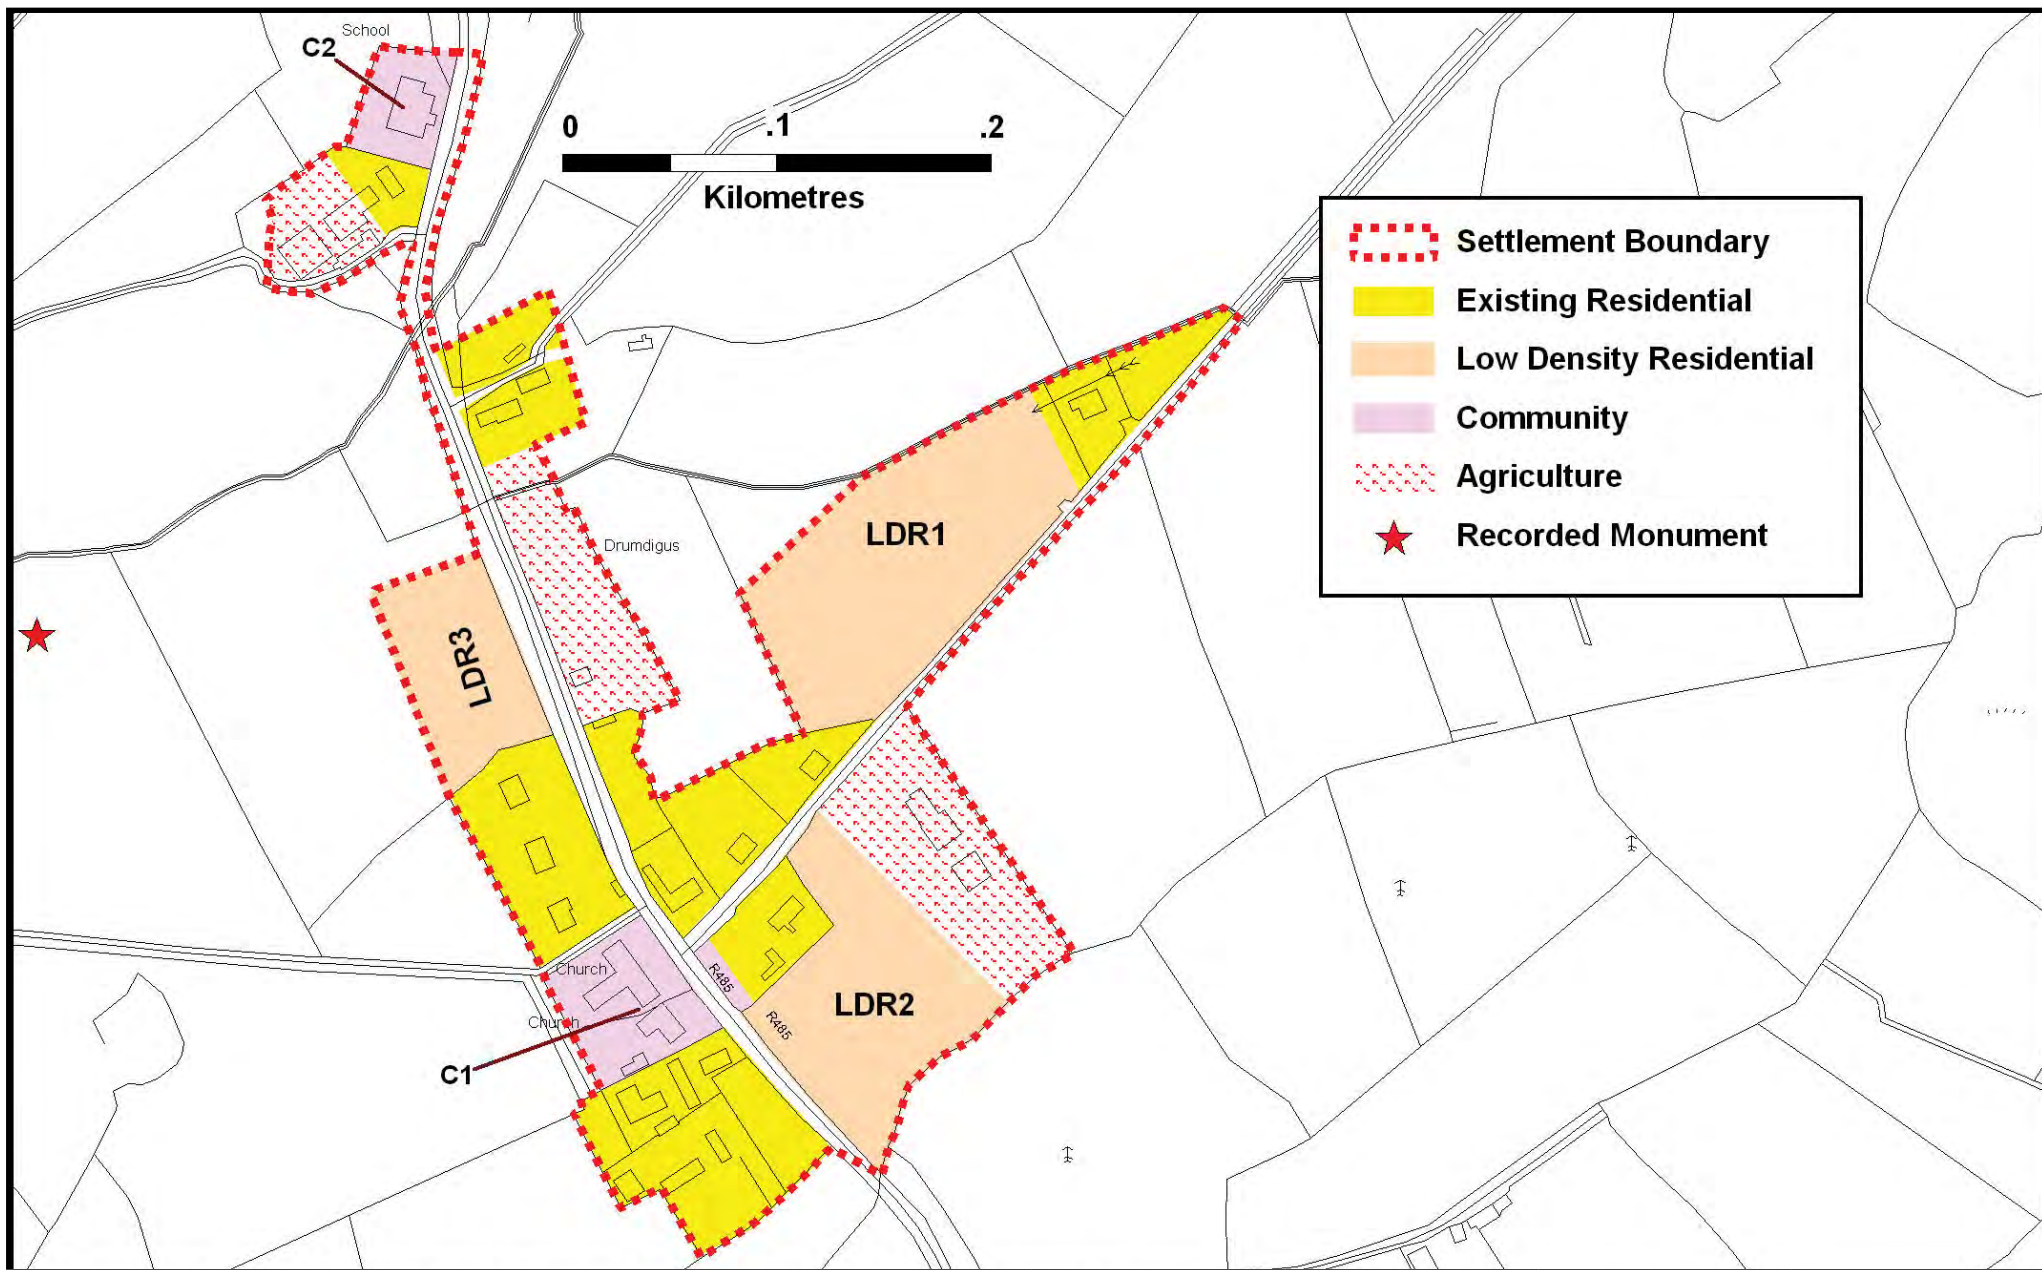 School
C2
0 .1 .2
Kilometres
Settlement Boundary
Existing Residential
Low Density Residential
Community
Agriculture
Recorded Monument
LDR1
Drumdigus
LDR3
Church
R485
Church
R485
LDR2
C1